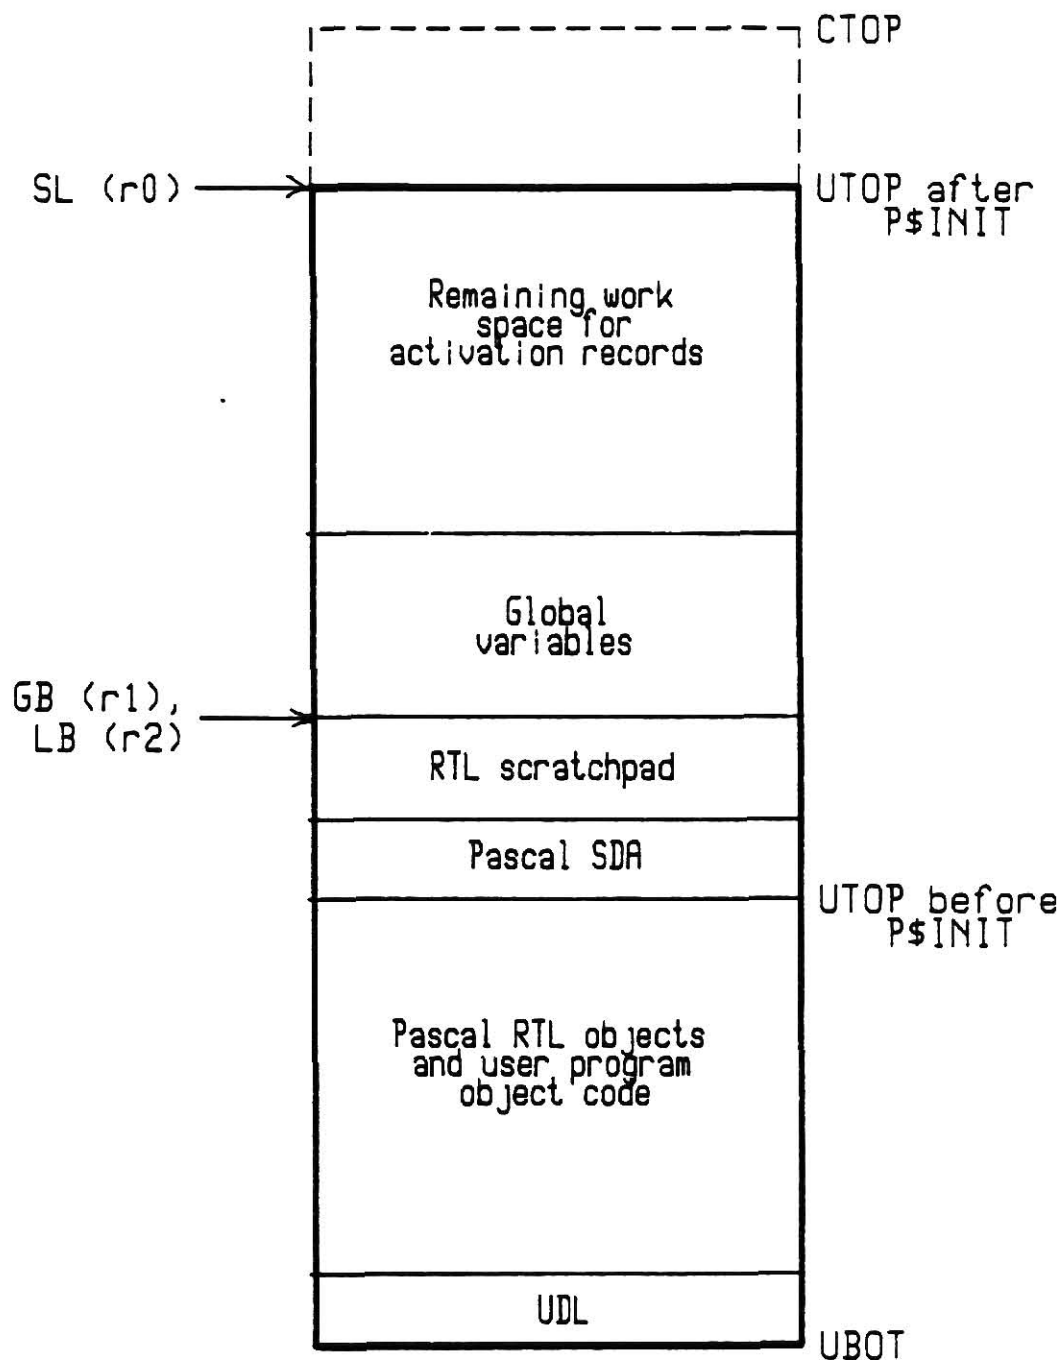 CTOP
SL (r0)
UTOP after
P$INIT
Remaining work
space for
activation records
Global
variables
GB (r1),
LB (r2)
RTL scratchpad
Pascal SDA
UTOP before
P$INIT
Pascal RTL objects
and user program
object code
UDL
UBOT